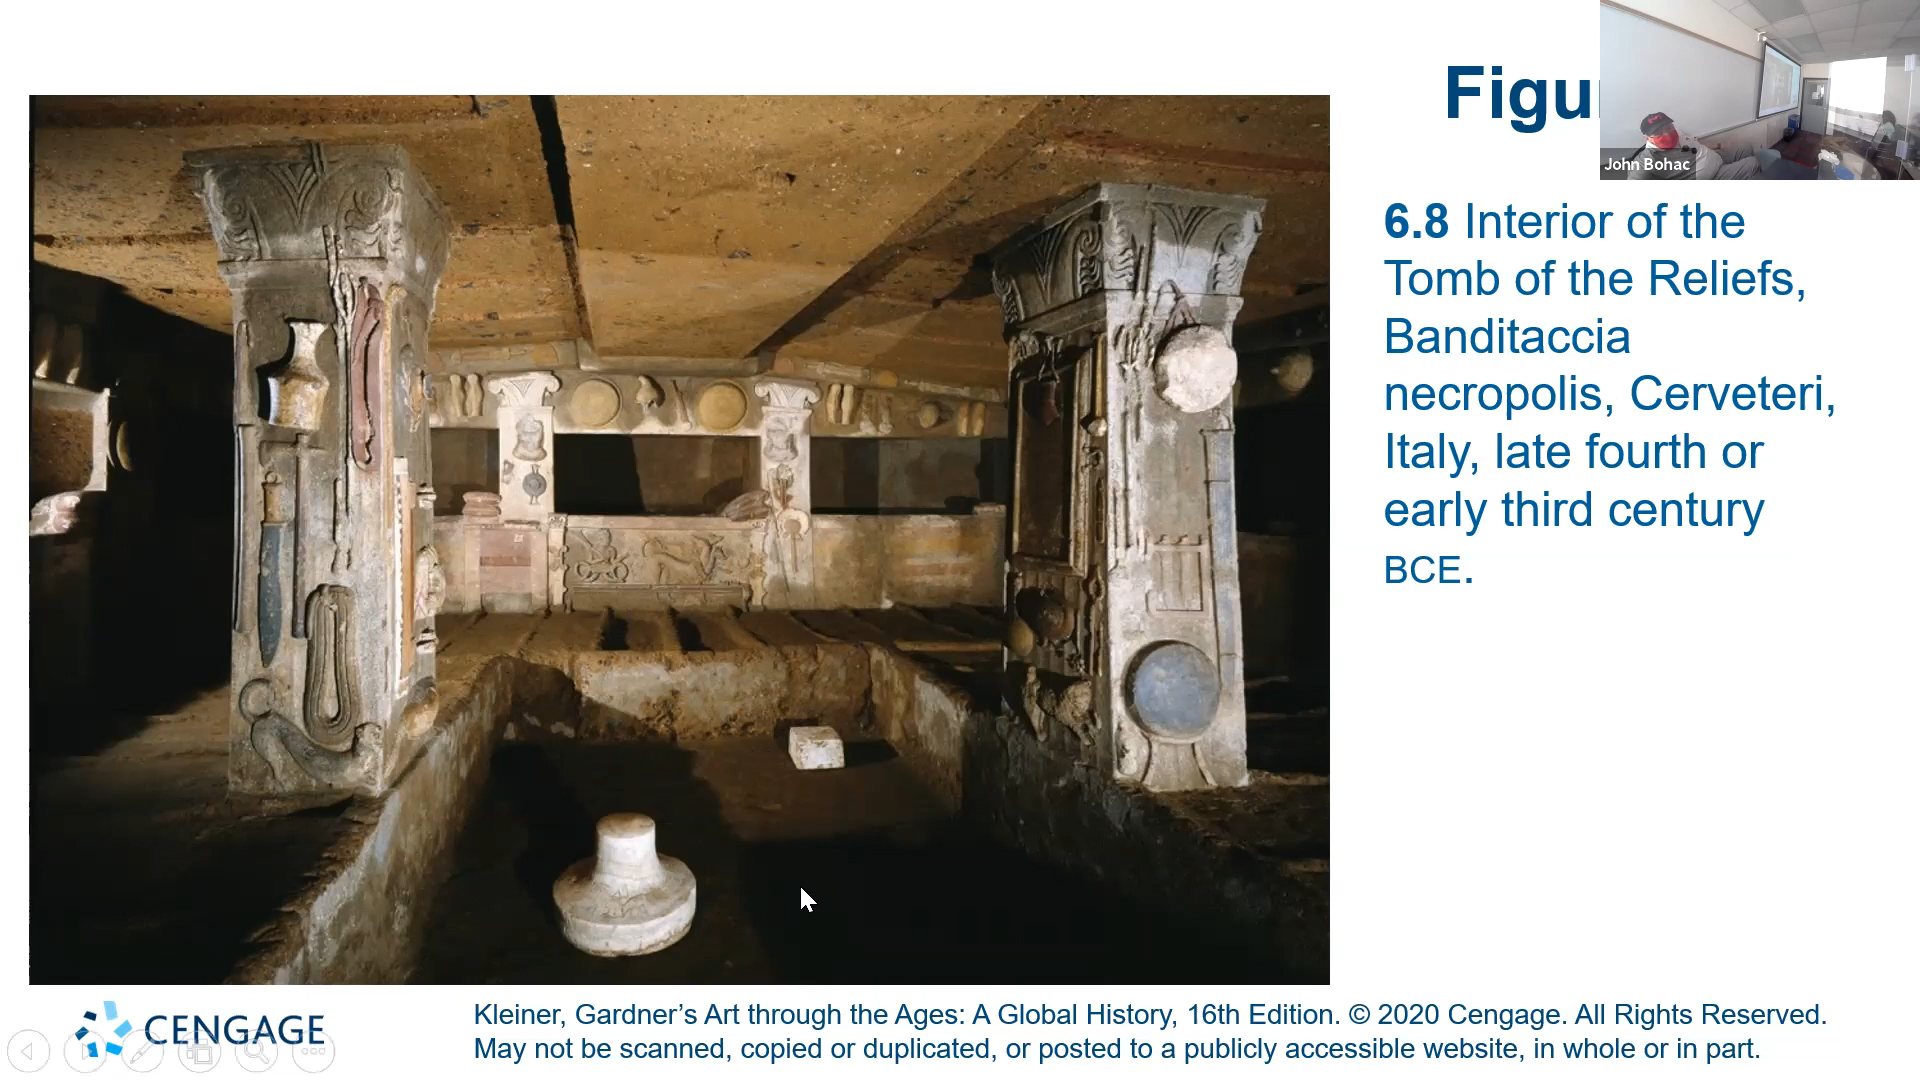 Figu
John Bohac
6.8 Interior of the
Tomb of the Reliefs,
Banditaccia
necropolis, Cerveteri,
Italy, late fourth or
early third century
BCE.
CENGAGE
Kleiner, Gardner’s Art through the Ages: A Global History, 16th Edition. © 2020 Cengage. All Rights Reserved.
May not be scanned, copied or duplicated, or posted to a publicly accessible website, in whole or in part.